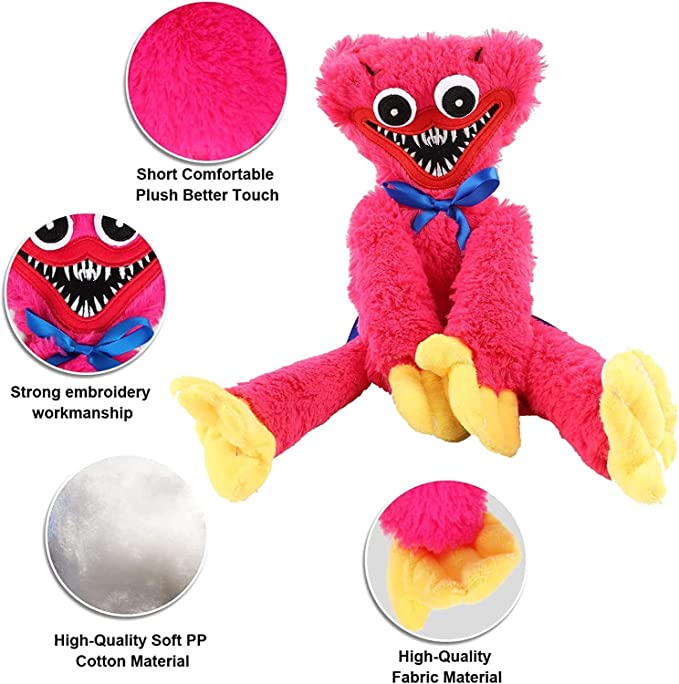 Short Comfortable
Plush Better Touch
Strong embroidery
workmanship
High-Quality Soft PP
Cotton Material
High-Quality
Fabric Material